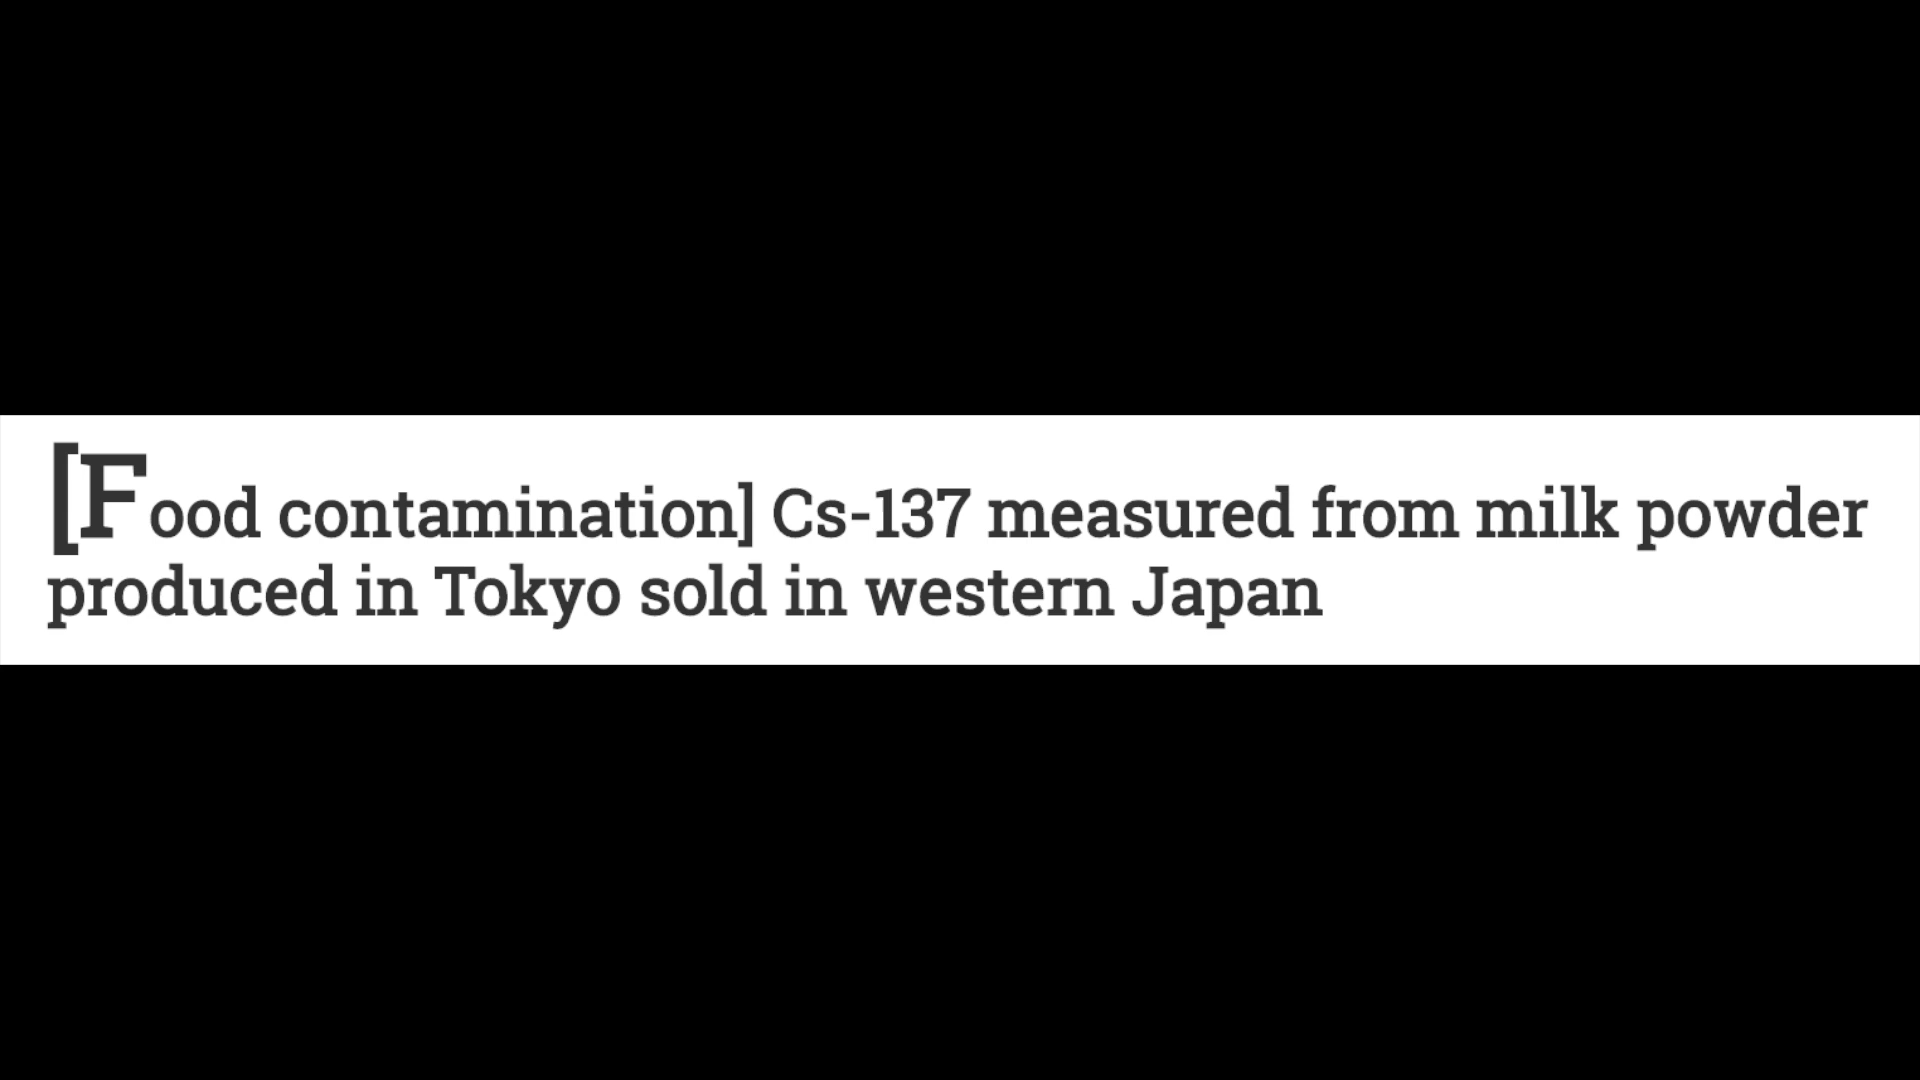 [Food contamination] Cs-137 measured from milk powder
produced in Tokyo sold in western Japan